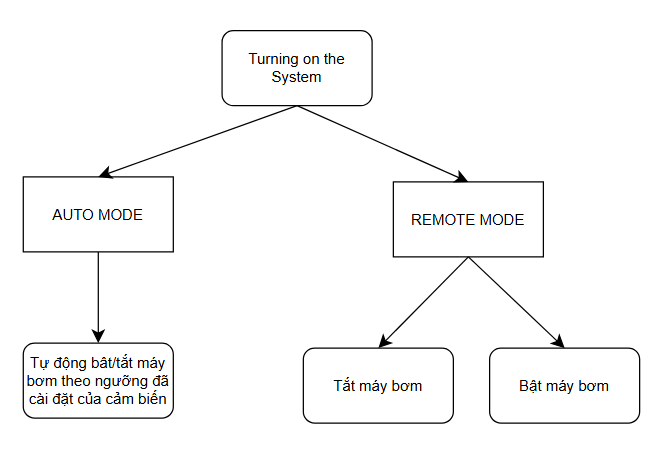 Turning on the
System
AUTO MODE
REMOTE MODE
Tự động bât/tắt máy
bơm theo ngưỡng đã
cài đặt của cảm biến
Tắt máy bơm
Bật máy bơm